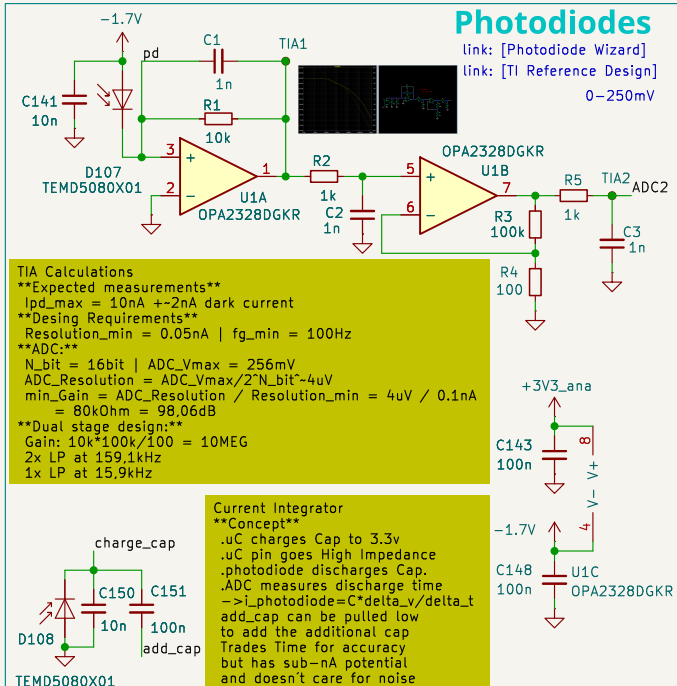 Photodiodes
link: [Photodiode Wizard]
link: [TI Reference Design]
0-250mV
-1.7V
pd
C1
1n
TIA1
C141
10n
R1
10k
D107
TEMD5080X01
3
2
1
+
-
U1A
OPA2328DGKR
R2
1k
C2
1n
OPA2328DGKR
U1B
5
6
7
+
-
R3
100k
R4
100
R5
1k
TIA2
ADC2
C3
1n
TIA Calculations
**Expected measurements**
Ipd_max = 10nA +-2nA dark current
**Desing Requirements**
Resolution_min = 0.05nA | fg_min = 100Hz
**ADC:**
N_bit = 16bit | ADC_Vmax = 256mV
ADC_Resolution = ADC_Vmax/2^N_bit~4uV
min_Gain = ADC_Resolution / Resolution_min = 4uV / 0.1nA
= 80kOhm = 98,06dB
**Dual stage design:**
Gain: 10k*100k/100 = 10MEG
2x LP at 159,1kHz
1x LP at 15,9kHz
+3V3_ana
C143
100n
8
V+
V-
4
-1.7V
C148
100n
U1C
OPA2328DGKR
charge_cap
C150
10n
C151
100n
D108
add_cap
TEMD5080X01
Current Integrator
**Concept**
.uC charges Cap to 3.3v
.uC pin goes High Impedance
.photodiode discharges Cap.
.ADC measures discharge time
->i_photodiode=C*delta_v/delta_t
add_cap can be pulled low
to add the additional cap
Trades Time for accuracy
but has sub-nA potential
and doesn't care for noise